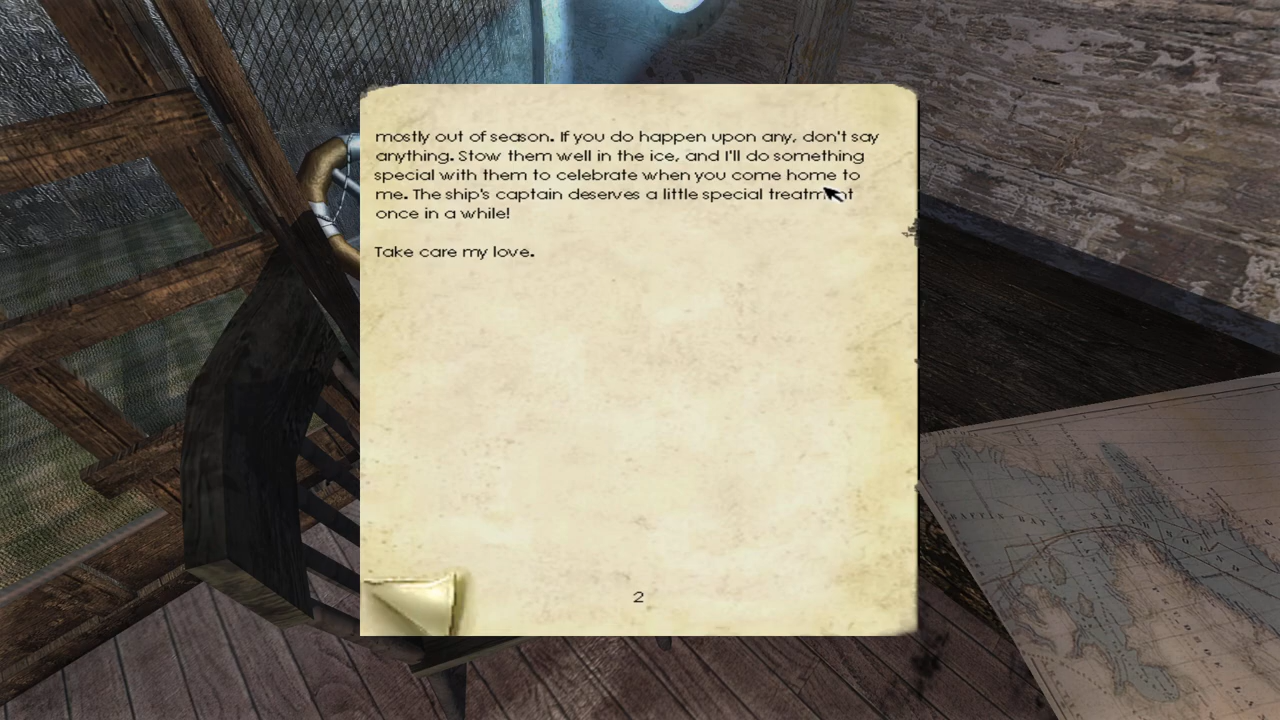 mostly out of season. If you do happen upon any, don't say
anything. Stow them well in the ice, and I'll do something
special with them to celebrate when you come home to
me. The ship's captain deserves a little special treatment
once in a while!
Take care my love.
2